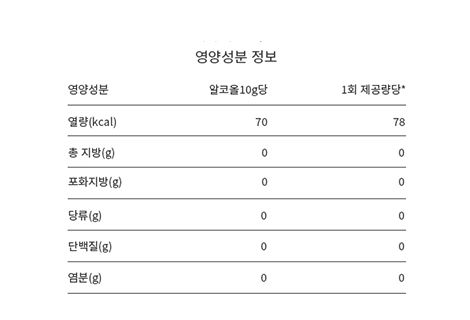 영양성분 정보
영양성분 알코올10g당 1회 제공량당*
열량(kcal) 70 78
총 지방(g) 0 0
포화지방(g) 0 0
당류(g) 0 0
단백질(g) 0 0
염분(g) 0 0